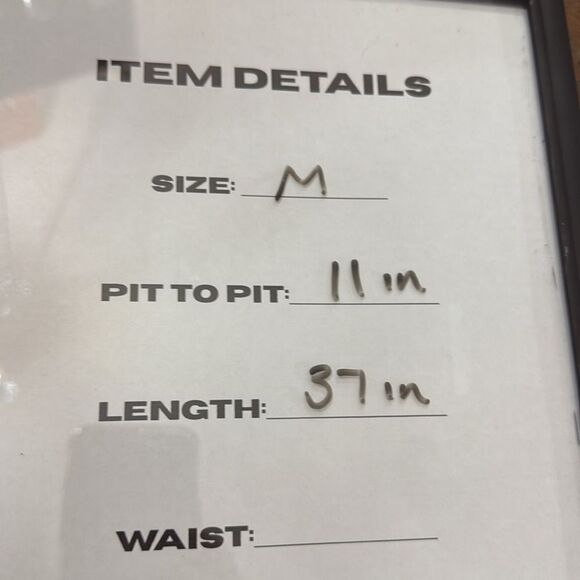 ITEM DETAILS
SIZE: M
PIT TO PIT: 11 in
LENGTH: 37 in
WAIST: